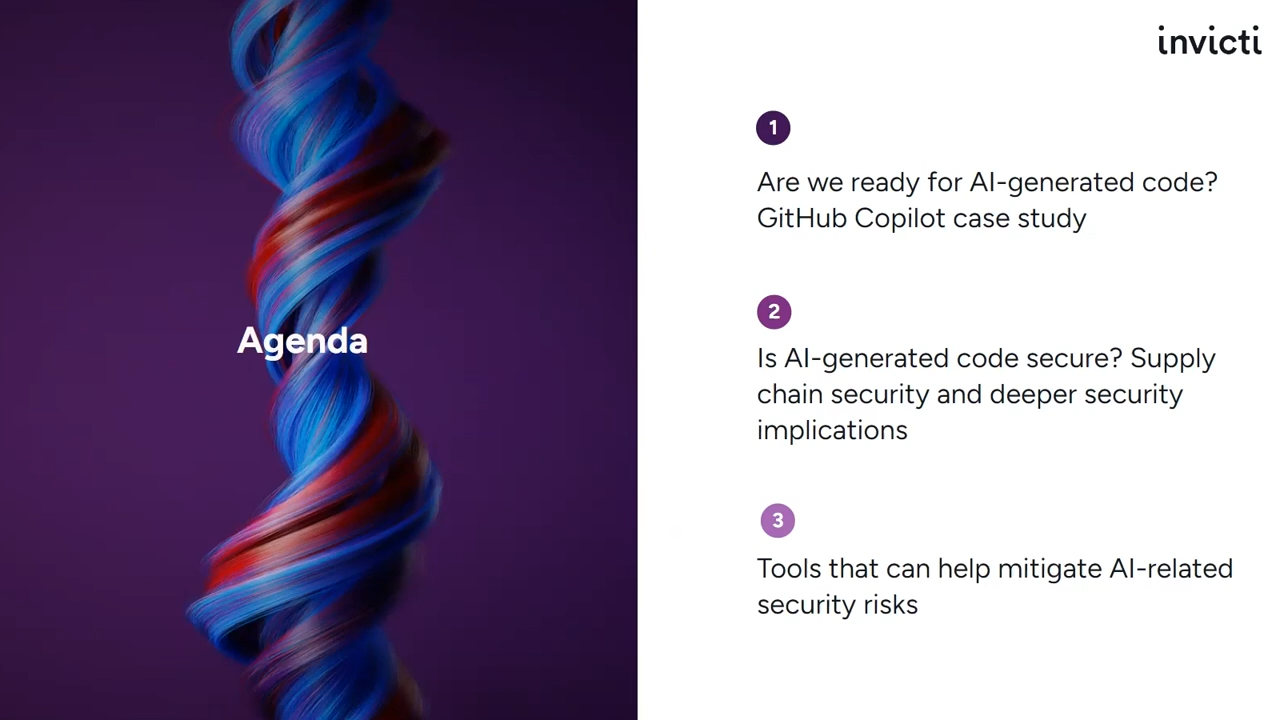 invicti
Agenda
1
Are we ready for AI-generated code?
GitHub Copilot case study
2
Is AI-generated code secure? Supply
chain security and deeper security
implications
3
Tools that can help mitigate AI-related
security risks